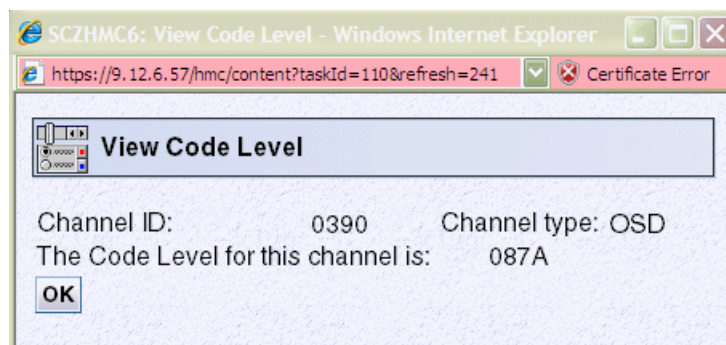 SCZHMC6: View Code Level - Windows Internet Explorer
https://9.12.6.57/hmc/content?taskId=110&refresh=241 Certificate Error
View Code Level
Channel ID: 0390 Channel type: OSD
The Code Level for this channel is: 087A
OK